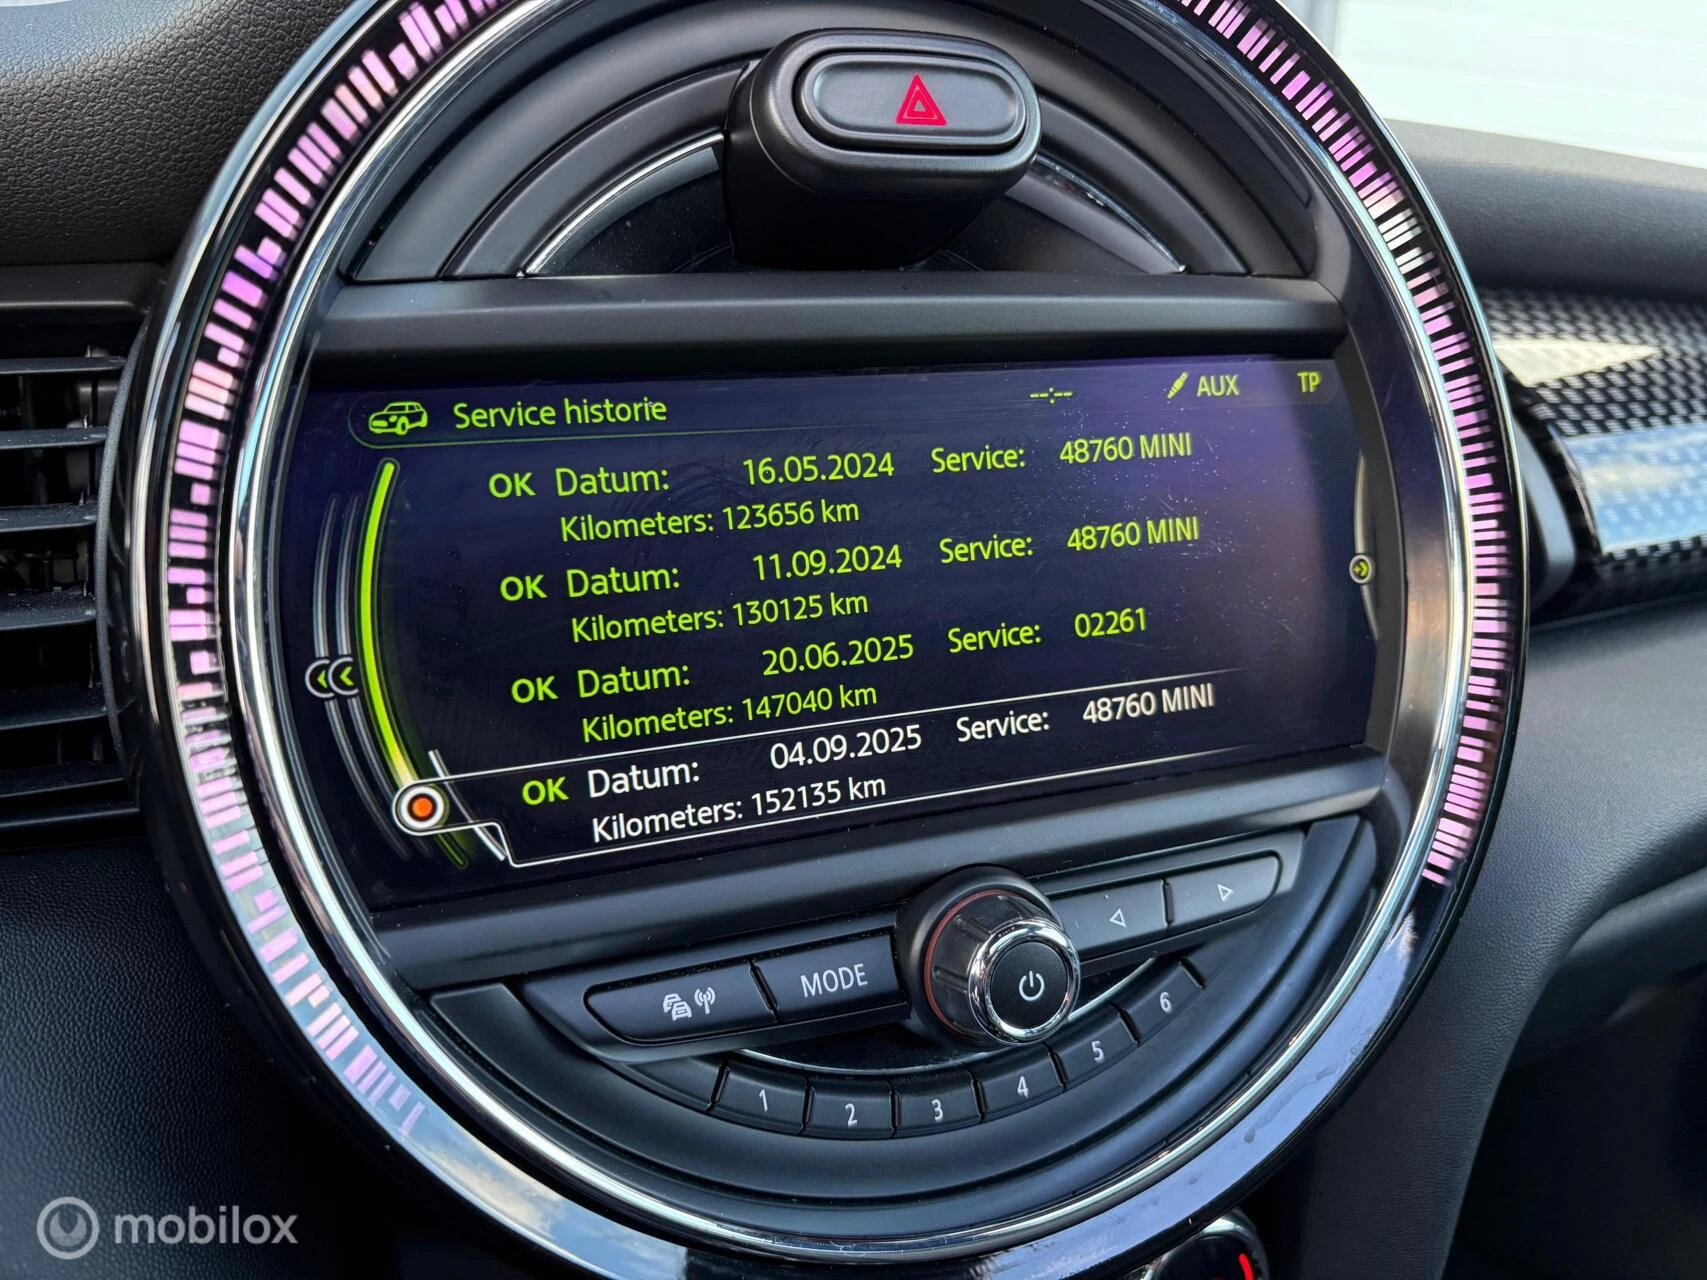 Service historie --:-- AUX TP
OK Datum: 16.05.2024 Service: 48760 MINI
Kilometers: 123656 km
OK Datum: 11.09.2024 Service: 48760 MINI
Kilometers: 130125 km
OK Datum: 20.06.2025 Service: 02261
Kilometers: 147040 km
OK Datum: 04.09.2025 Service: 48760 MINI
Kilometers: 152135 km
MODE
1 2 3 4 5 6
mobilox